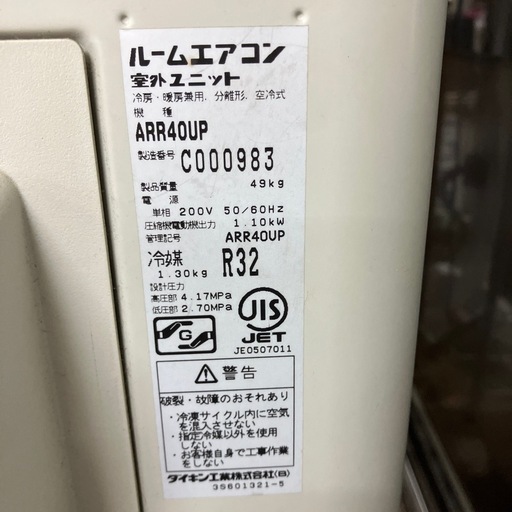 ルームエアコン
室外ユニット
冷房・暖房兼用, 分離形, 空冷式
機 種
ARR40UP
製造番号 C000983
製品質量 49kg
電 源
単相 200V 50/60Hz
圧縮機電動機出力 1.10kW
管理記号 ARR40UP
冷媒 R32
1.30kg
設計圧力
高圧部 4.17MPa
低圧部 2.70MPa
G
JIS
JET
JE0507011
⚠ 警告
破裂・故障のおそれあり
・冷凍サイクル内に空気
を混入させない
・指定冷媒以外を使用
しない
・お客様自身で工事作業を
しない
ダイキン工業株式会社(B)
3S601321-5